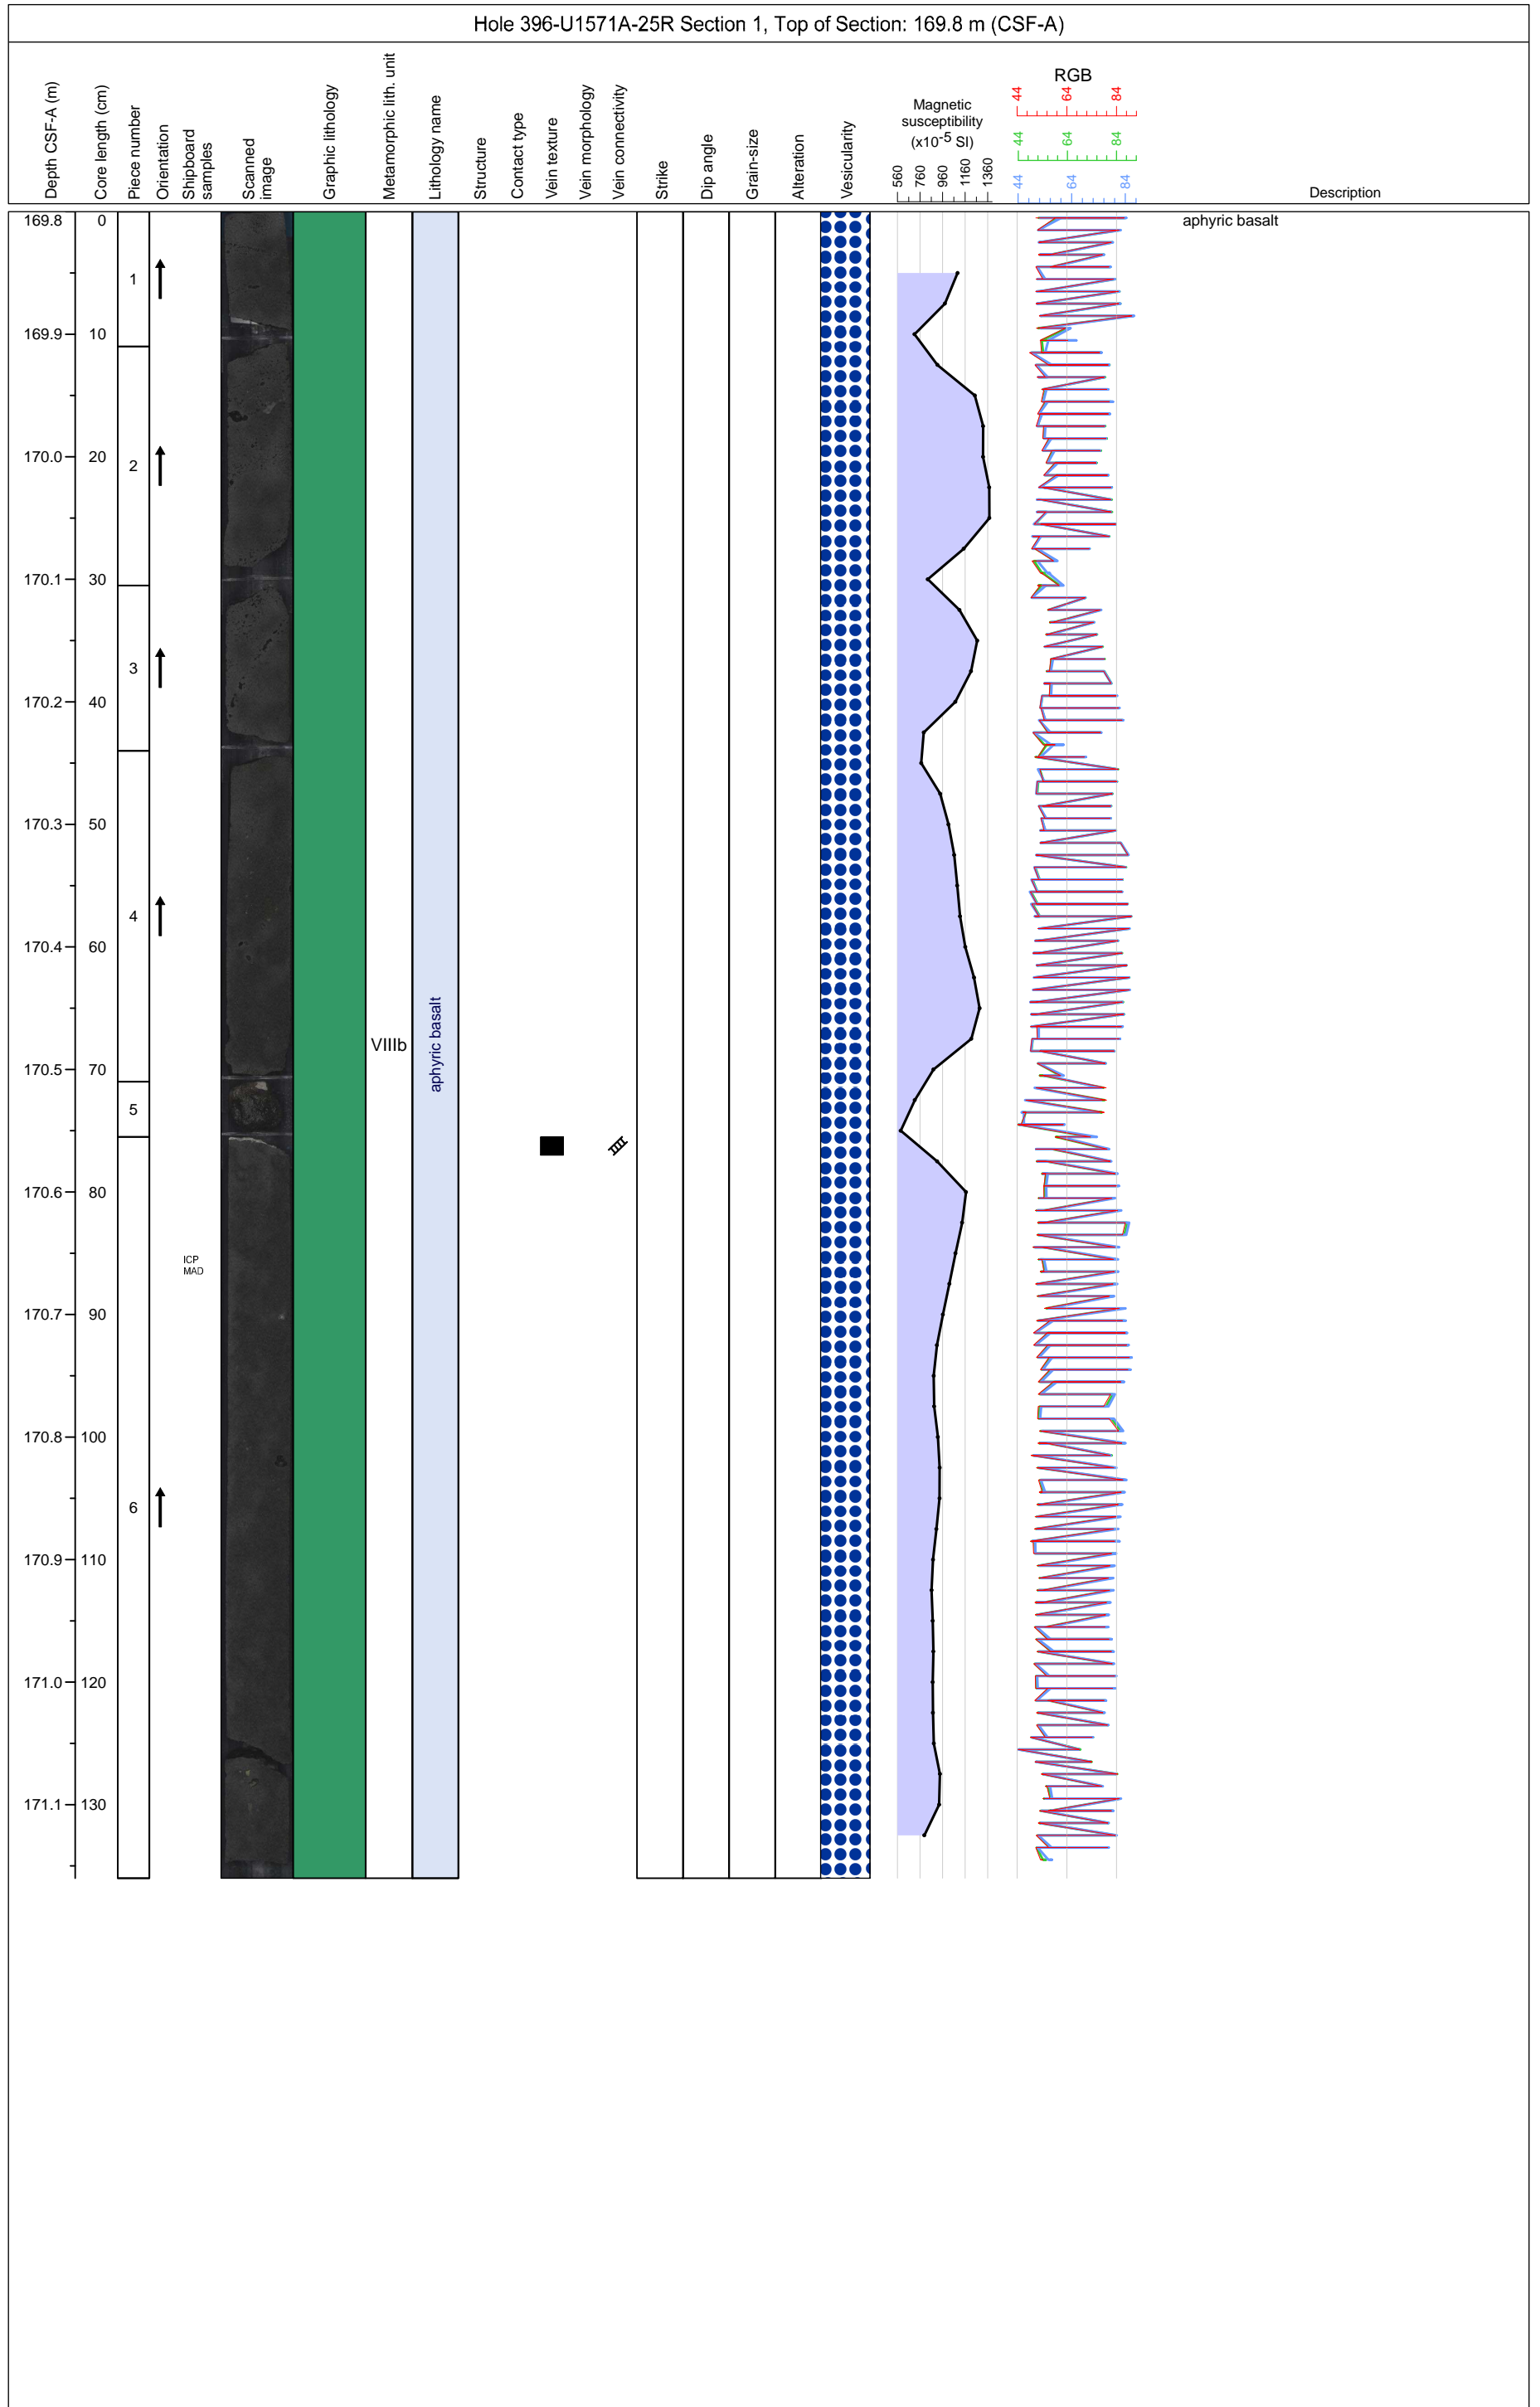 Hole 396-U1571A-25R Section 1, Top of Section: 169.8 m (CSF-A)
Depth CSF-A (m)
Core length (cm)
Piece number
Orientation
Shipboard
samples
Scanned
image
Graphic lithology
Metamorphic lith. unit
Lithology name
Structure
Contact type
Vein texture
Vein morphology
Vein connectivity
Strike
Dip angle
Grain-size
Alteration
Vesicularity
Magnetic
susceptibility
(x10-5 SI)
560 760 960 1160 1360
RGB
44 64 84
44 64 84
44 64 84
Description
169.8 0
aphyric basalt
1
169.9 10
2
170.0 20
170.1 30
3
170.2 40
170.3 50
4
170.4 60
VIIIb
aphyric basalt
170.5 70
5
170.6 80
ICP
MAD
170.7 90
170.8 100
6
170.9 110
171.0 120
171.1 130